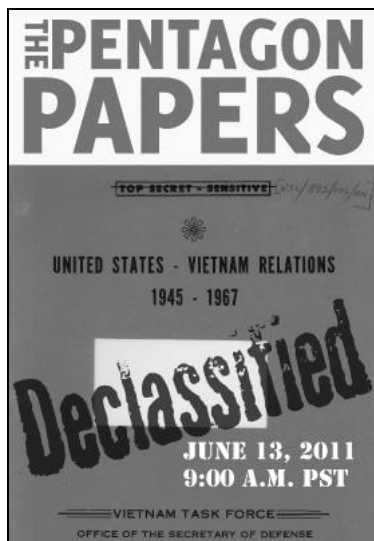 THE PENTAGON
PAPERS
TOP SECRET - SENSITIVE
UNITED STATES - VIETNAM RELATIONS
1945 - 1967
Declassified
JUNE 13, 2011
9:00 A.M. PST
VIETNAM TASK FORCE
OFFICE OF THE SECRETARY OF DEFENSE